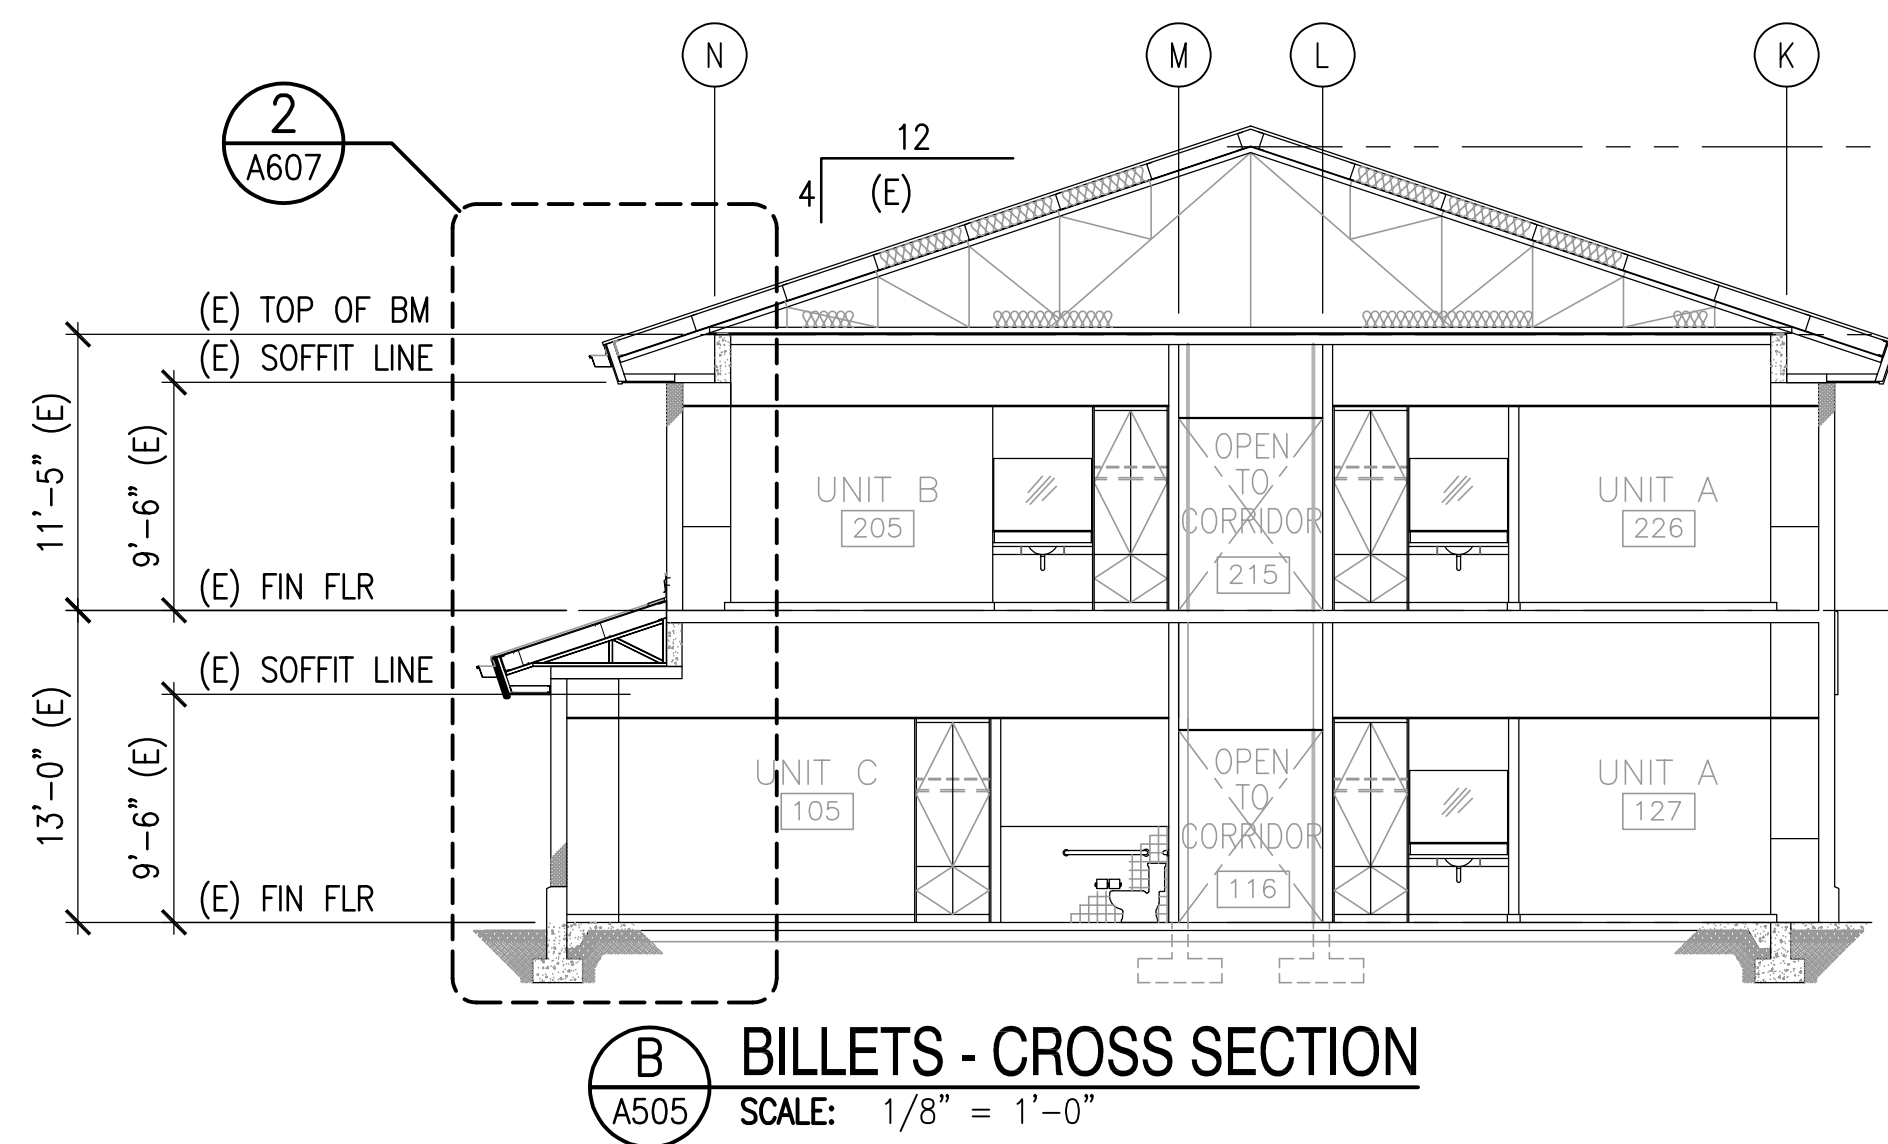 N
M
L
K
2
A607
12
4
(E)
(E) TOP OF BM
(E) SOFFIT LINE
11'-5" (E)
9'-6" (E)
UNIT B
205
OPEN
TO
CORRIDOR
215
UNIT A
226
(E) FIN FLR
(E) SOFFIT LINE
13'-0" (E)
9'-6" (E)
UNIT C
105
OPEN
TO
CORRIDOR
116
UNIT A
127
(E) FIN FLR
B
A505
BILLETS - CROSS SECTION
SCALE: 1/8" = 1'-0"